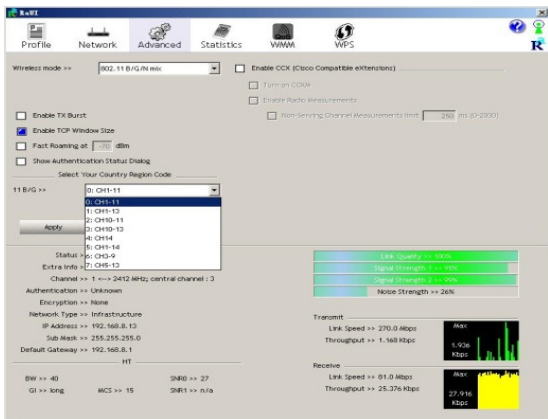 RaUI
Profile Network Advanced Statistics WMM WPS
Wireless mode >> 802.11 B/G/N mix
Enable CCX (Cisco Compatible eXtensions)
Turn on CCKM
Enable Radio Measurements
Non-Serving Channel Measurements limit 250 ms (0-2000)
Enable TX Burst
Enable TCP Window Size
Fast Roaming at -70 dBm
Show Authentication Status Dialog
Select Your Country Region Code
11 B/G >> 0: CH1-11
0: CH1-11
1: CH1-13
2: CH10-11
3: CH10-13
4: CH14
5: CH1-14
6: CH3-9
7: CH5-13
Apply
Status >
Extra Info >
Channel >> 1 <--> 2412 MHz; central channel : 3
Authentication >> Unknown
Encryption >> None
Network Type >> Infrastructure
IP Address >> 192.168.8.13
Sub Mask >> 255.255.255.0
Default Gateway >> 192.168.8.1
HT
BW >> 40 SNR0 >> 27
GI >> long MCS >> 15 SNR1 >> n/a
Link Quality >> 100%
Signal Strength 1 >> 95%
Signal Strength 2 >> 99%
Noise Strength >> 26%
Transmit
Link Speed >> 270.0 Mbps
Throughput >> 1.168 Kbps
Max
1.936
Kbps
Receive
Link Speed >> 81.0 Mbps
Throughput >> 25.376 Kbps
Max
27.916
Kbps